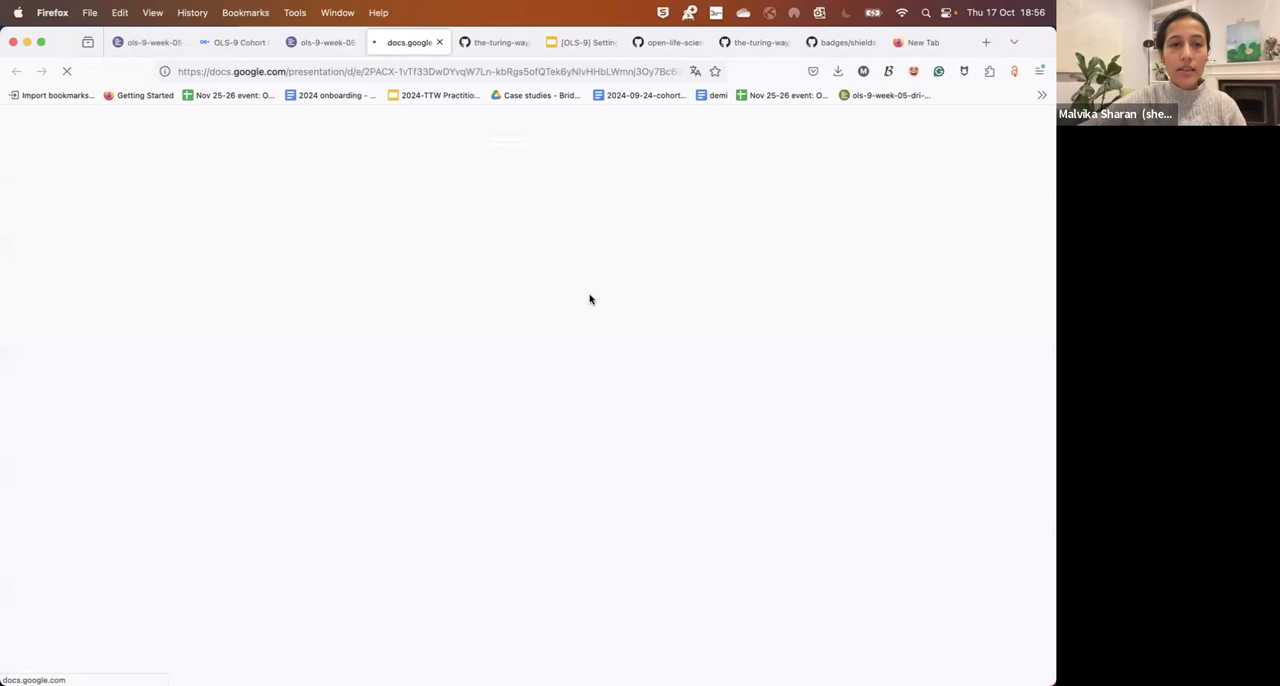 Firefox File Edit View History Bookmarks Tools Window Help Thu 17 Oct 18:56
ols-9-week-05 OLS-9 Cohort ols-9-week-05 docs.google the-turing-way [OLS-9] Settin open-life-scien the-turing-way badges/shields New Tab
https://docs.google.com/presentation/d/e/2PACX-1vTf33DwDYvqW7Ln-kbRgs5ofQTek6yNlvHHbLWmnj3Oy7Bc6
Import bookmarks... Getting Started Nov 25-26 event: O... 2024 onboarding - ... 2024-TTW Practitio... Case studies - Brid... 2024-09-24-cohort... demi Nov 25-26 event: O... ols-9-week-05-dri-...
Malvika Sharan (she...
docs.google.com